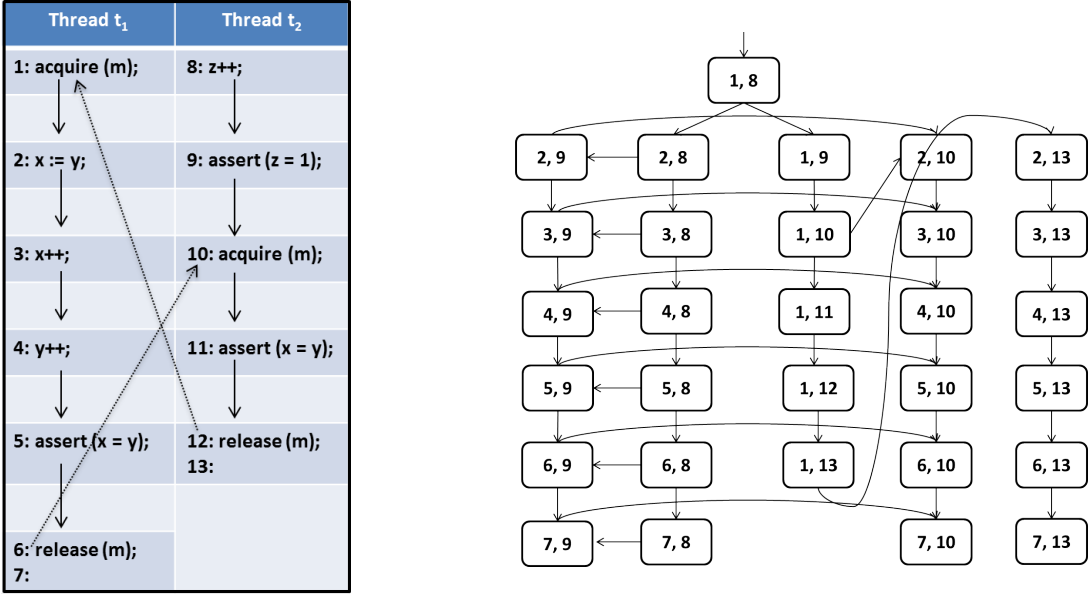 Thread t1 Thread t2
1: acquire (m); 8: z++;
2: x := y; 9: assert (z = 1);
3: x++; 10: acquire (m);
4: y++; 11: assert (x = y);
5: assert (x = y); 12: release (m);
13:
6: release (m);
7:
1, 8
2, 9 2, 8 1, 9 2, 10 2, 13
3, 9 3, 8 1, 10 3, 10 3, 13
4, 9 4, 8 1, 11 4, 10 4, 13
5, 9 5, 8 1, 12 5, 10 5, 13
6, 9 6, 8 1, 13 6, 10 6, 13
7, 9 7, 8 7, 10 7, 13